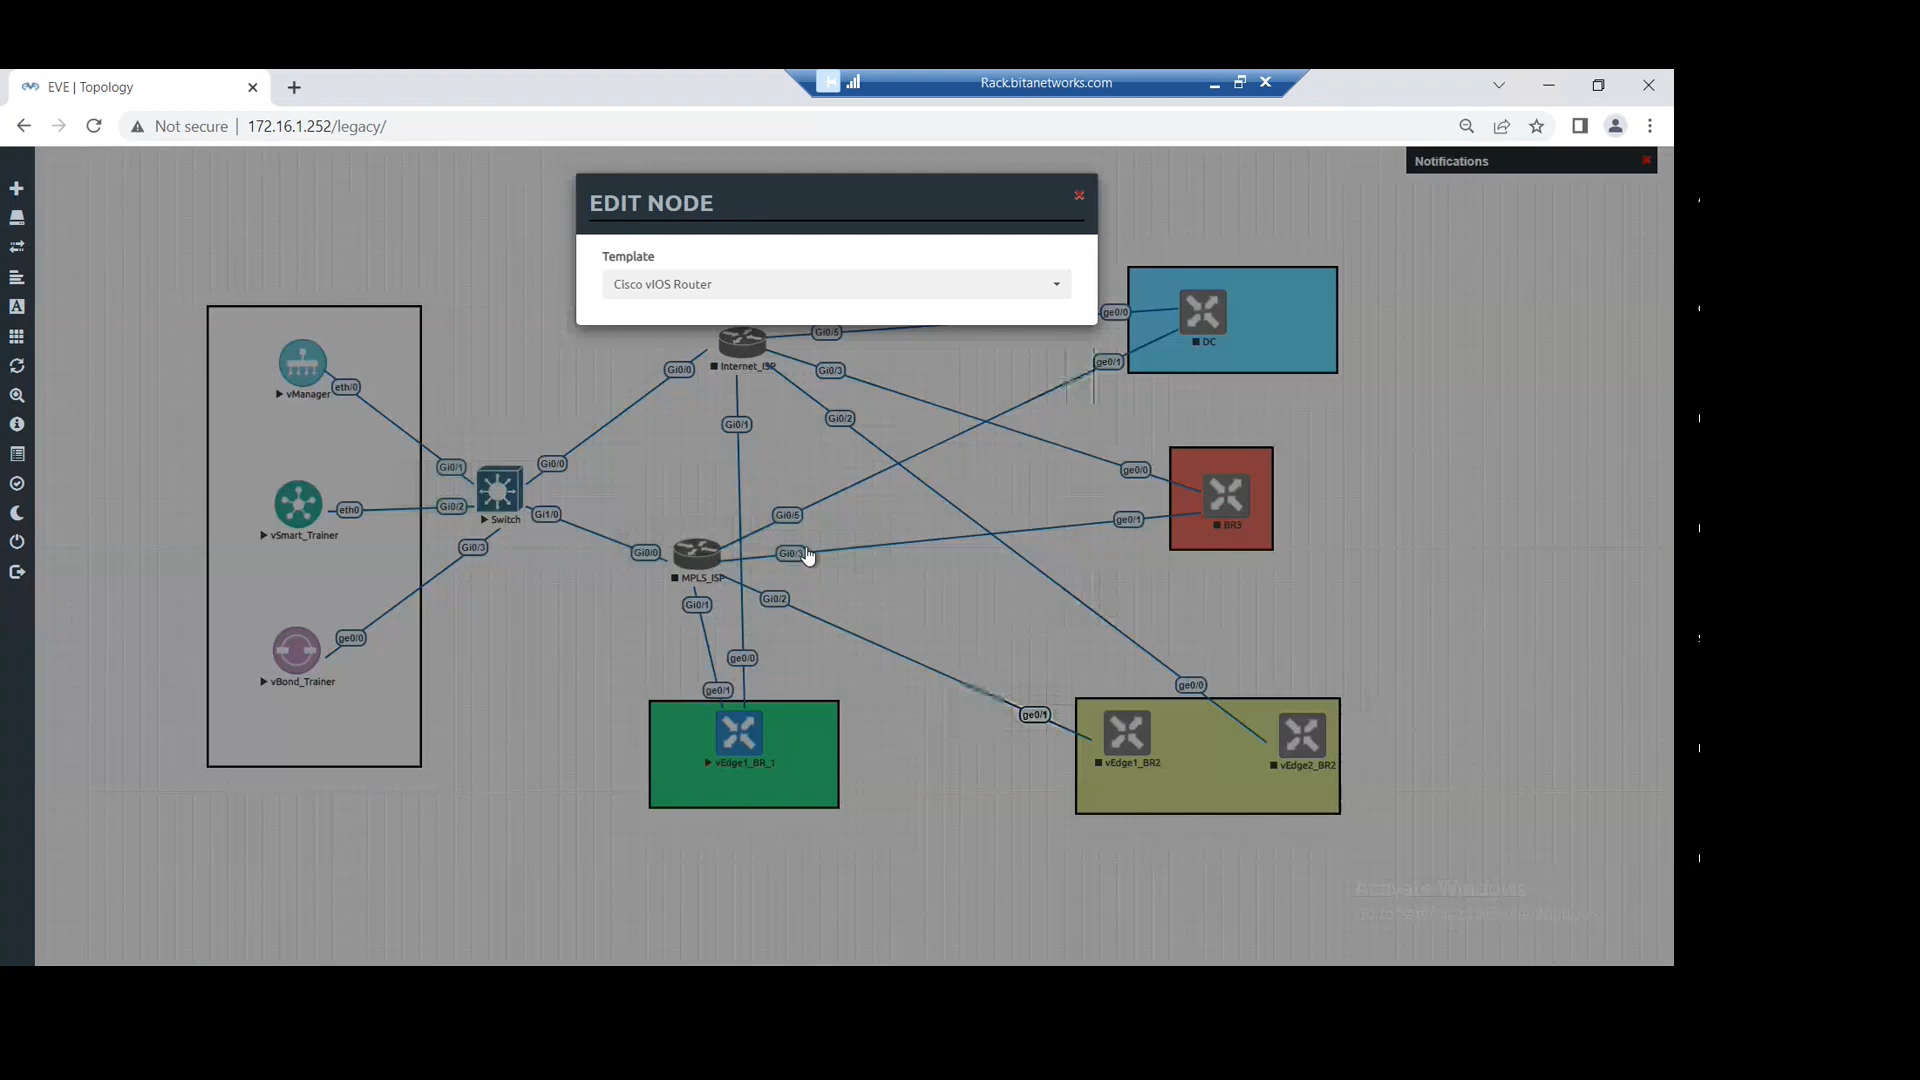 EVE | Topology
Rack.bitanetworks.com
Not secure
172.16.1.252/legacy/
Notifications
EDIT NODE
Template
Cisco vIOS Router
Gi0/5
ge0/0
DC
Internet_ISP
Gi0/0
Gi0/3
ge0/1
vManager
eth/0
Gi0/1
Gi0/2
Gi0/1
Gi0/0
ge0/0
vSmart_Trainer
eth0
Gi0/2
Switch
Gi1/0
Gi0/5
ge0/1
BR3
Gi0/3
Gi0/0
Gi0/3
MPLS_ISP
Gi0/1
Gi0/2
vBond_Trainer
ge0/0
ge0/0
ge0/1
ge0/0
ge0/1
vEdge1_BR_1
vEdge1_BR2
vEdge2_BR2
Activate Windows